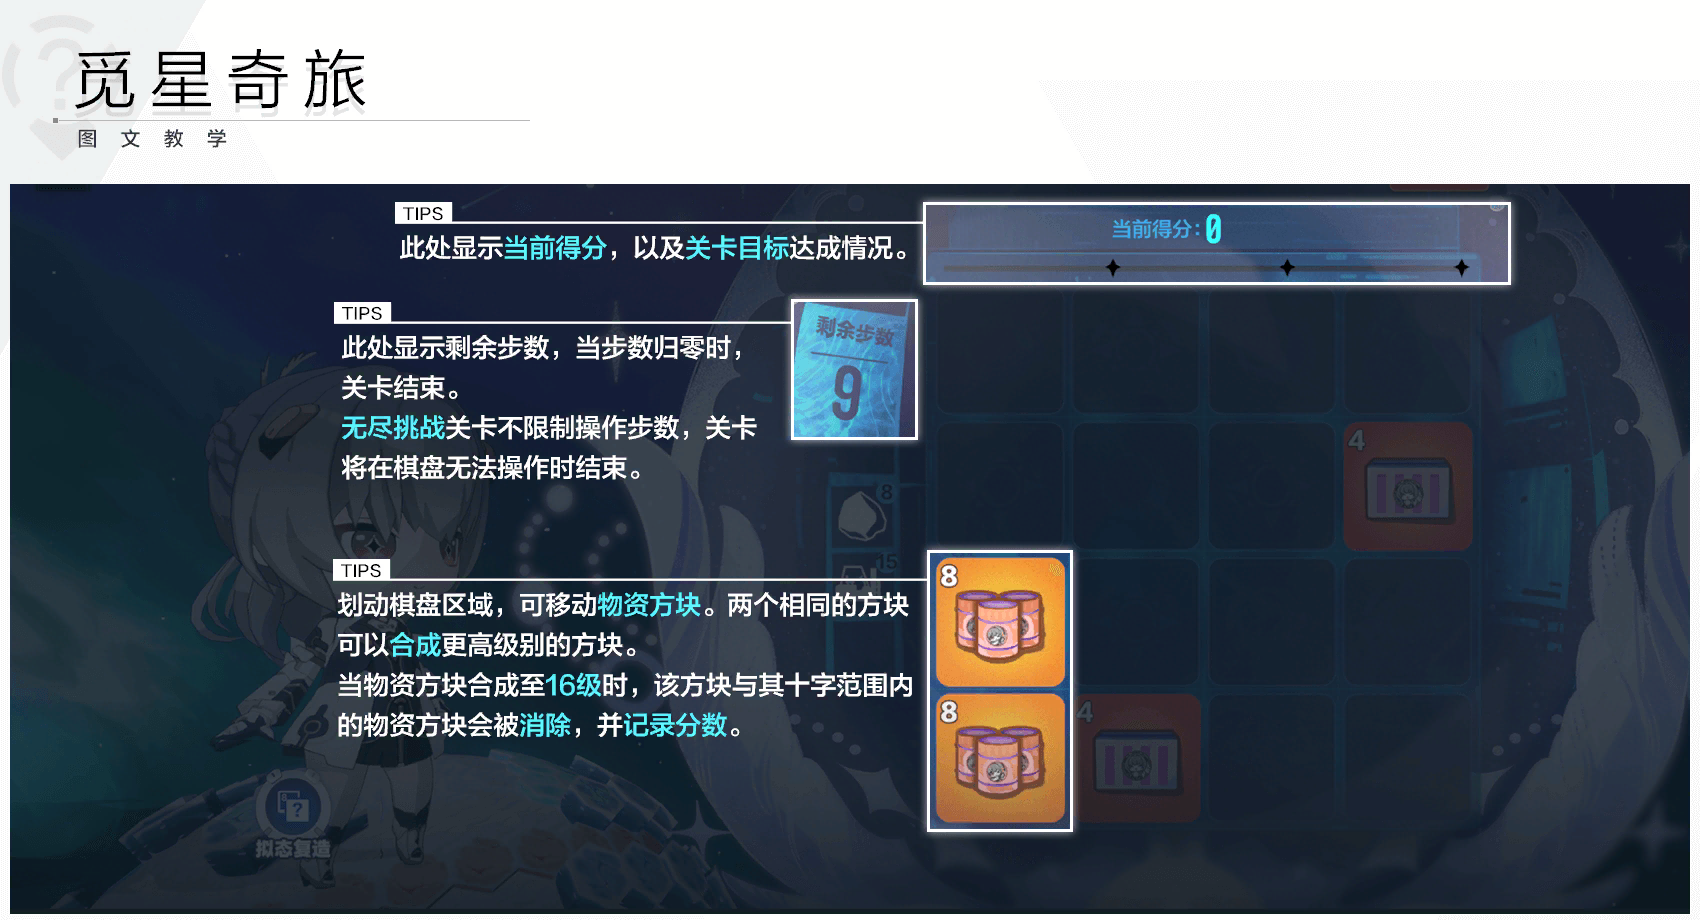 觅星奇旅
图文教学
TIPS
此处显示当前得分，以及关卡目标达成情况。
当前得分:0
TIPS
此处显示剩余步数，当步数归零时，
关卡结束。
无尽挑战关卡不限制操作步数，关卡
将在棋盘无法操作时结束。
剩余步数
9
4
8
15
TIPS
划动棋盘区域，可移动物资方块。两个相同的方块
可以合成更高级别的方块。
当物资方块合成至16级时，该方块与其十字范围内
的物资方块会被消除，并记录分数。
8
8
4
?
拟态复造